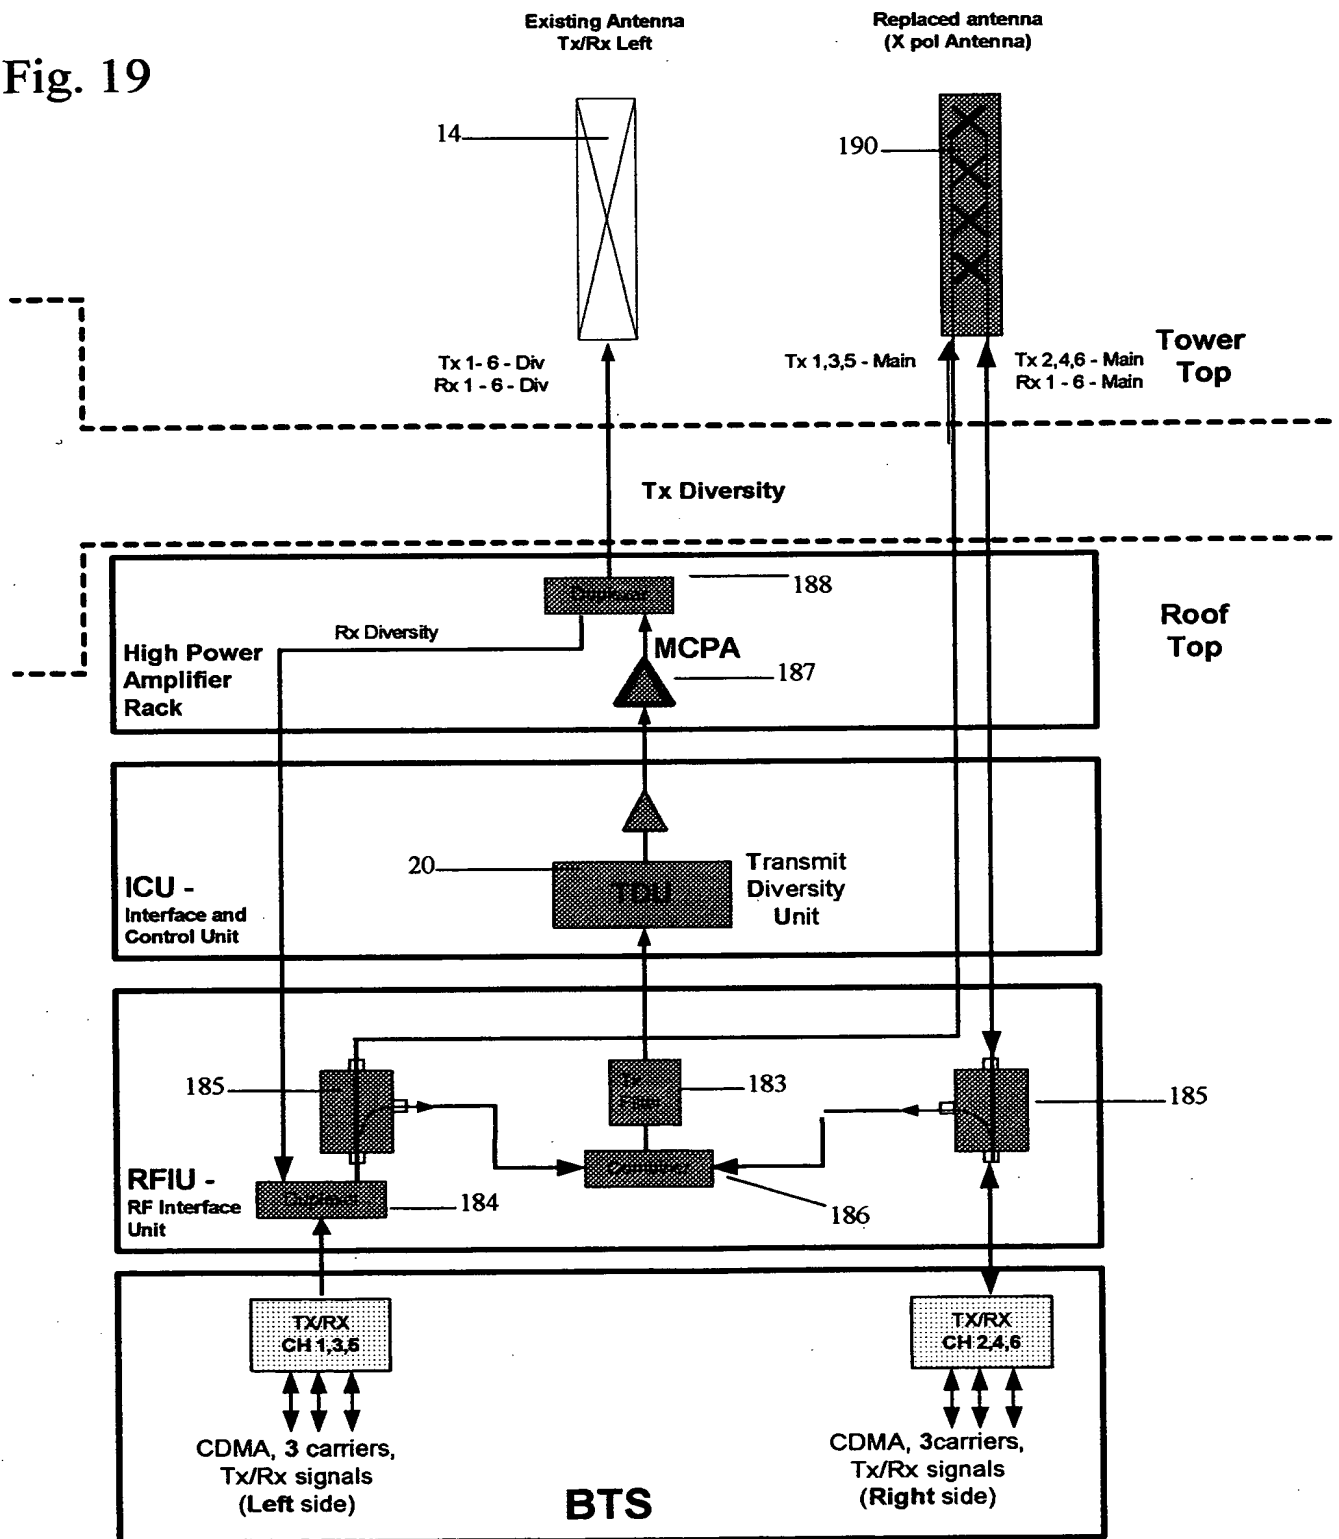 Fig. 19
Existing Antenna
Tx/Rx Left
Replaced antenna
(X pol Antenna)
14
190
Tx 1- 6 - Div
Rx 1 - 6 - Div
Tx 1,3,5 - Main
Tx 2,4,6 - Main
Rx 1 - 6 - Main
Tower
Top
Tx Diversity
Duplexer
188
Roof
Top
Rx Diversity
MCPA
187
High Power
Amplifier
Rack
20
TDU
Transmit
Diversity
Unit
ICU -
Interface and
Control Unit
185
Tx
Filter
183
185
Combiner
RFIU -
RF Interface
Unit
Duplexer
184
186
TX/RX
CH 1,3,5
TX/RX
CH 2,4,6
CDMA, 3 carriers,
Tx/Rx signals
(Left side)
CDMA, 3carriers,
Tx/Rx signals
(Right side)
BTS